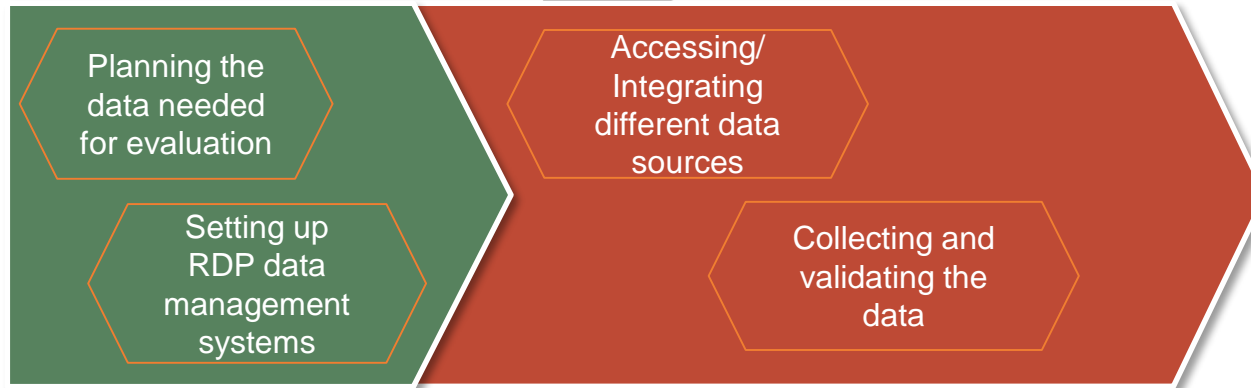 Planning the
data needed
for evaluation
Setting up
RDP data
management
systems
Accessing/
Integrating
different data
sources
Collecting and
validating the
data